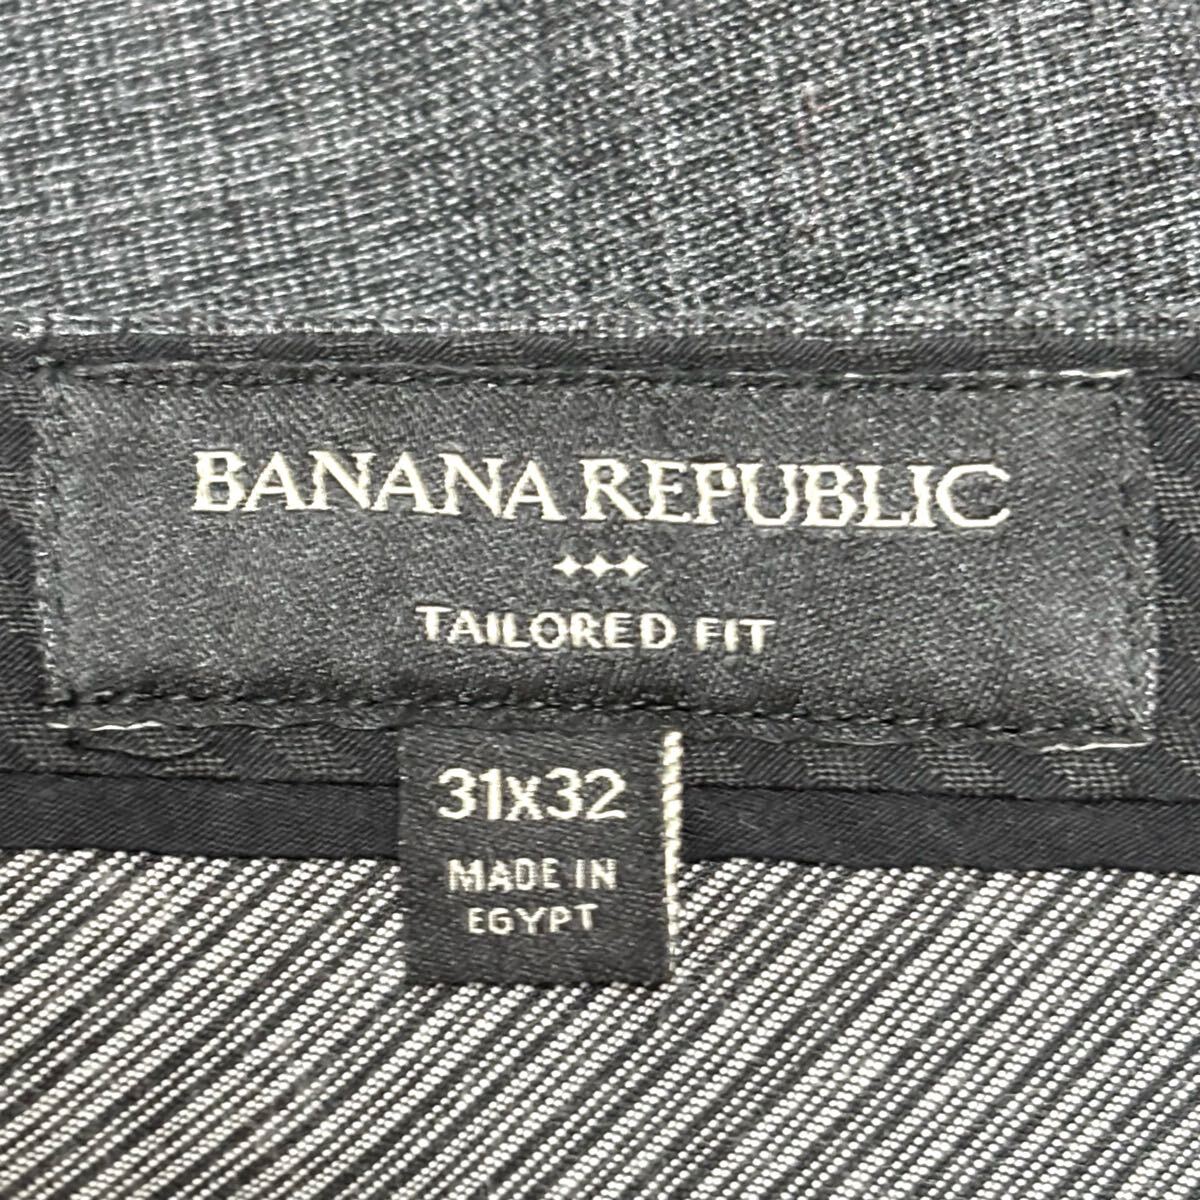 BANANA REPUBLIC
TAILORED FIT
31x32
MADE IN
EGYPT